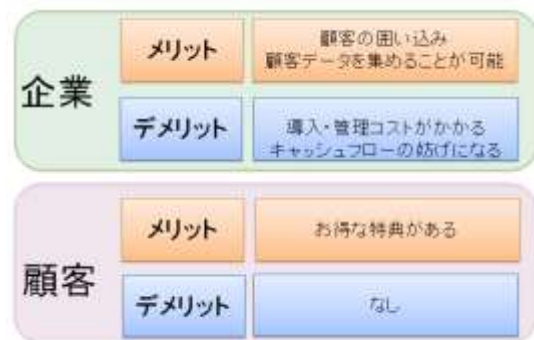 企業
メリット
顧客の囲い込み
顧客データを集めることが可能
デメリット
導入・管理コストがかかる
キャッシュフローの妨げになる
顧客
メリット
お得な特典がある
デメリット
なし